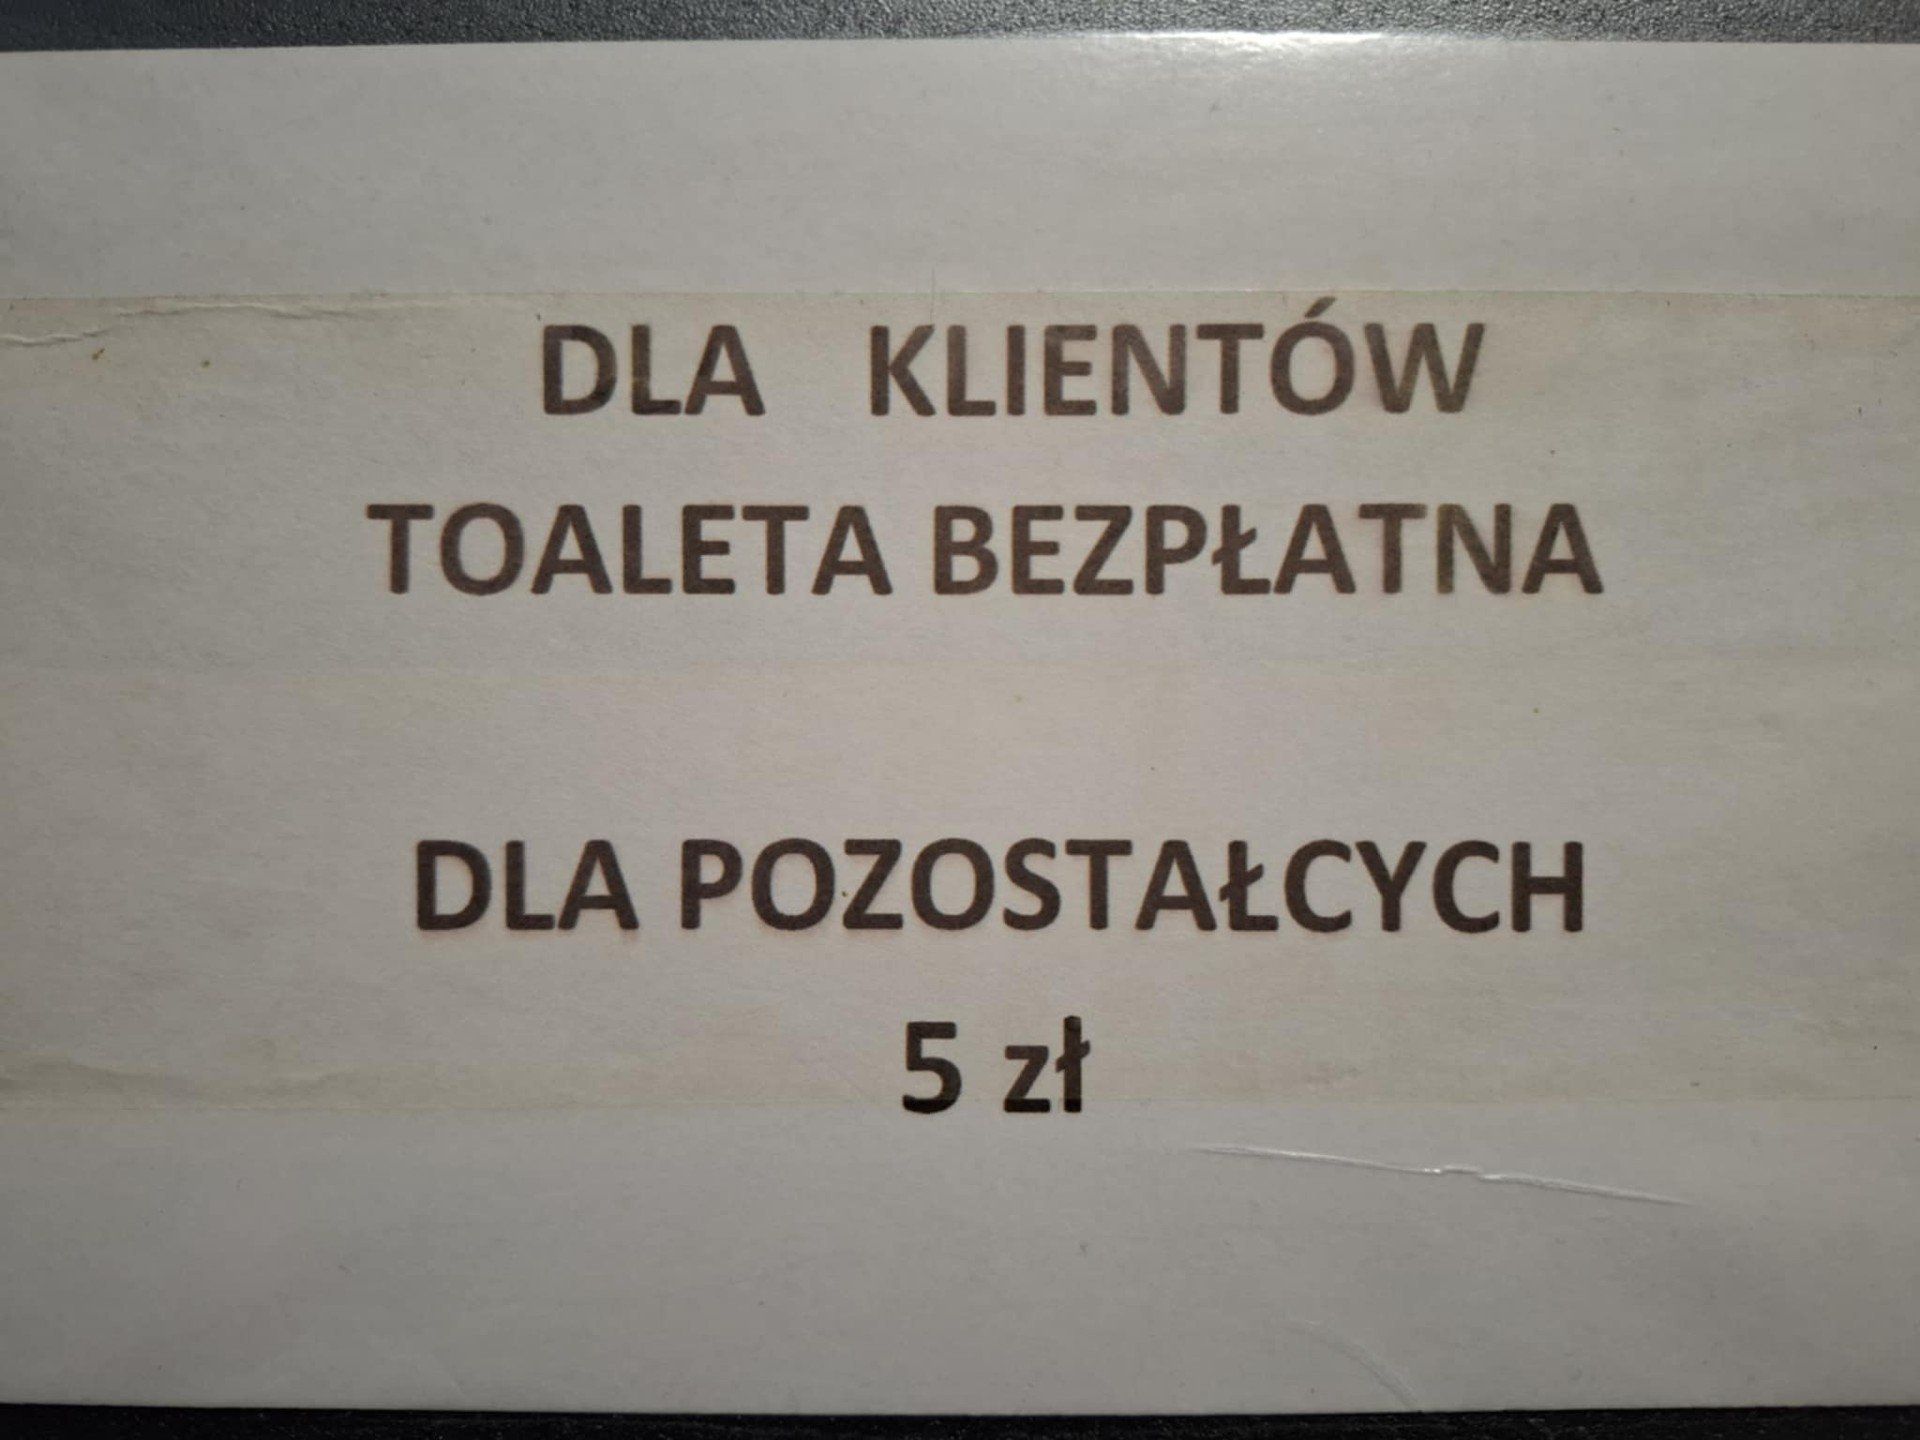 DLA KLIENTÓW
TOALETA BEZPŁATNA
DLA POZOSTAŁCYCH
5 zł